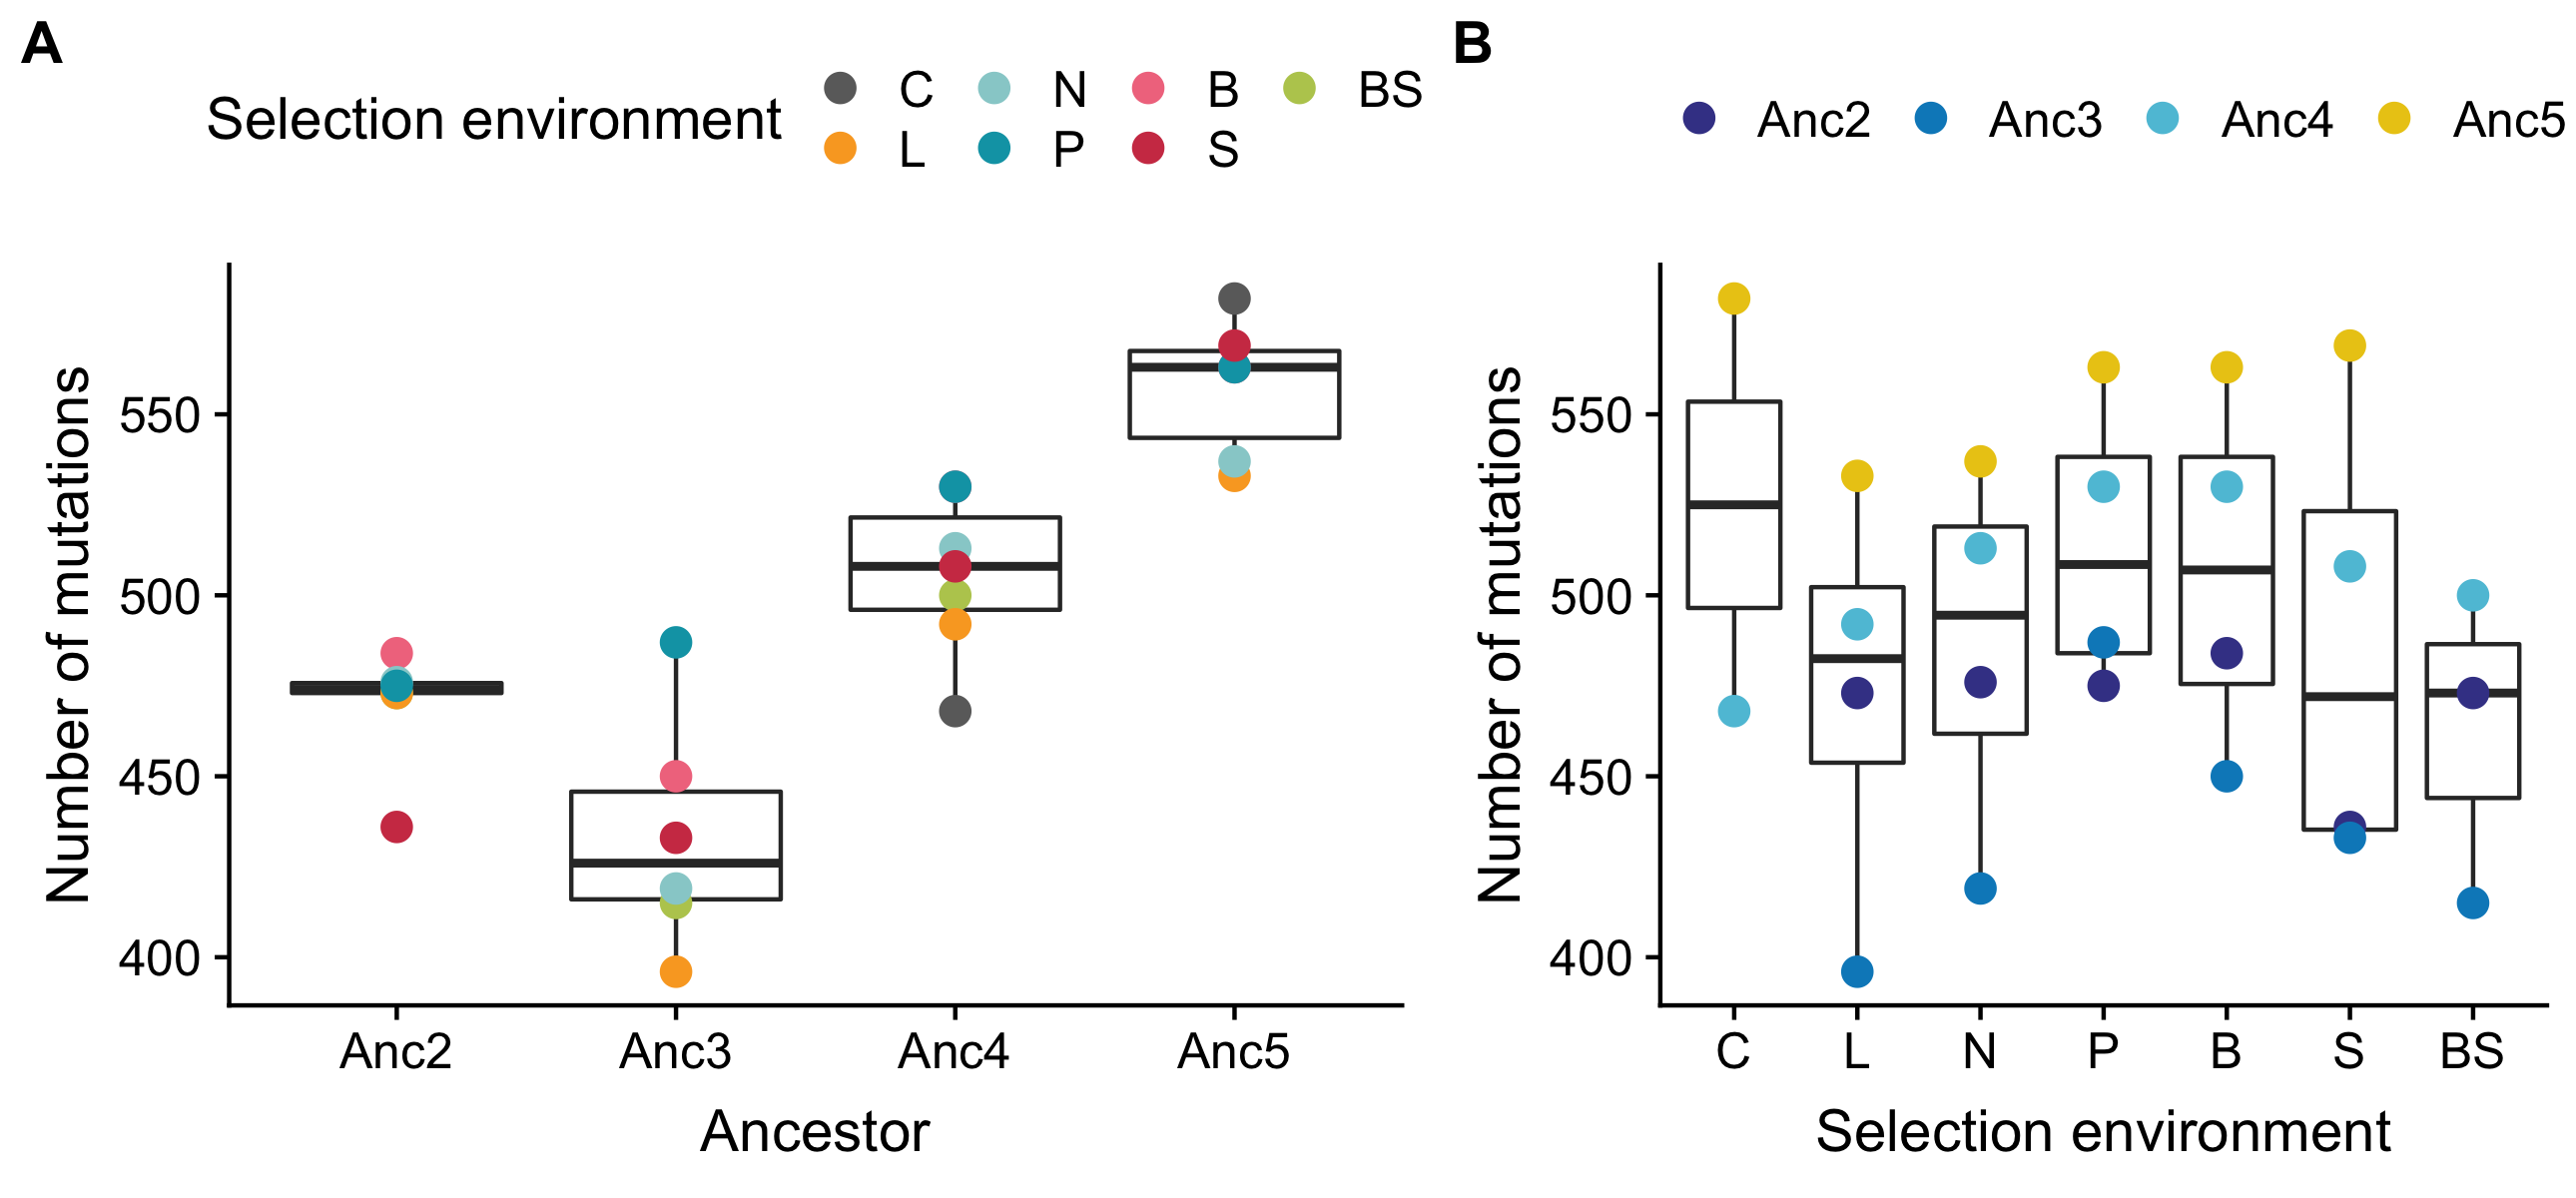 A
Selection environment
C N B BS
L P S
Number of mutations
550
500
450
400
Anc2 Anc3 Anc4 Anc5
Ancestor
B
Anc2 Anc3 Anc4 Anc5
Number of mutations
550
500
450
400
C L N P B S BS
Selection environment